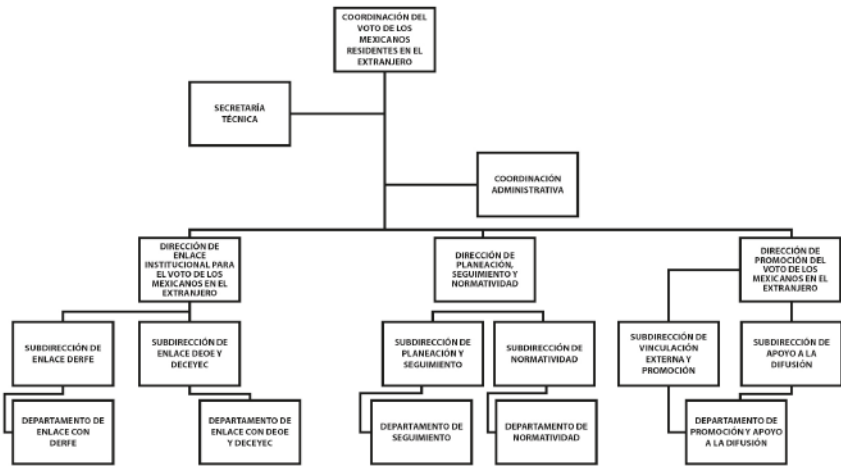 COORDINACIÓN DEL
VOTO DE LOS
MEXICANOS
RESIDENTES EN EL
EXTRANJERO
SECRETARÍA
TÉCNICA
COORDINACIÓN
ADMINISTRATIVA
DIRECCIÓN DE
ENLACE
INSTITUCIONAL PARA
EL VOTO DE LOS
MEXICANOS EN EL
EXTRANJERO
DIRECCIÓN DE
PLANEACIÓN,
SEGUIMIENTO Y
NORMATIVIDAD
DIRECCIÓN DE
PROMOCIÓN DEL
VOTO DE LOS
MEXICANOS EN EL
EXTRANJERO
SUBDIRECCIÓN DE
ENLACE DERFE
SUBDIRECCIÓN DE
ENLACE DEOE Y
DECEYEC
SUBDIRECCIÓN DE
PLANEACIÓN Y
SEGUIMIENTO
SUBDIRECCIÓN DE
NORMATIVIDAD
SUBDIRECCIÓN DE
VINCULACIÓN
EXTERNA Y
PROMOCIÓN
SUBDIRECCIÓN DE
APOYO A LA
DIFUSIÓN
DEPARTAMENTO DE
ENLACE CON
DERFE
DEPARTAMENTO DE
ENLACE CON DEOE
Y DECEYEC
DEPARTAMENTO DE
SEGUIMIENTO
DEPARTAMENTO DE
NORMATIVIDAD
DEPARTAMENTO DE
PROMOCIÓN Y APOYO
A LA DIFUSIÓN